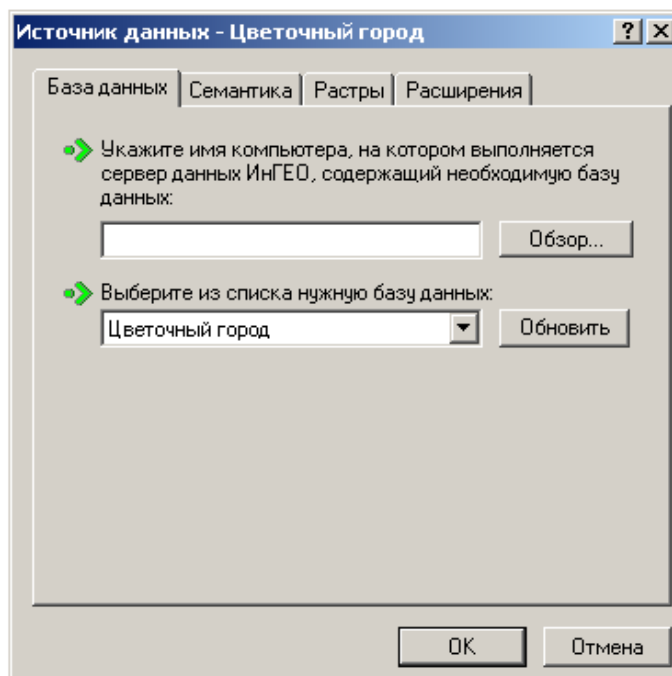 Источник данных - Цветочный город
База данных Семантика Растры Расширения
Укажите имя компьютера, на котором выполняется
сервер данных ИнГЕО, содержащий необходимую базу
данных:
Обзор...
Выберите из списка нужную базу данных:
Цветочный город Обновить
OK Отмена